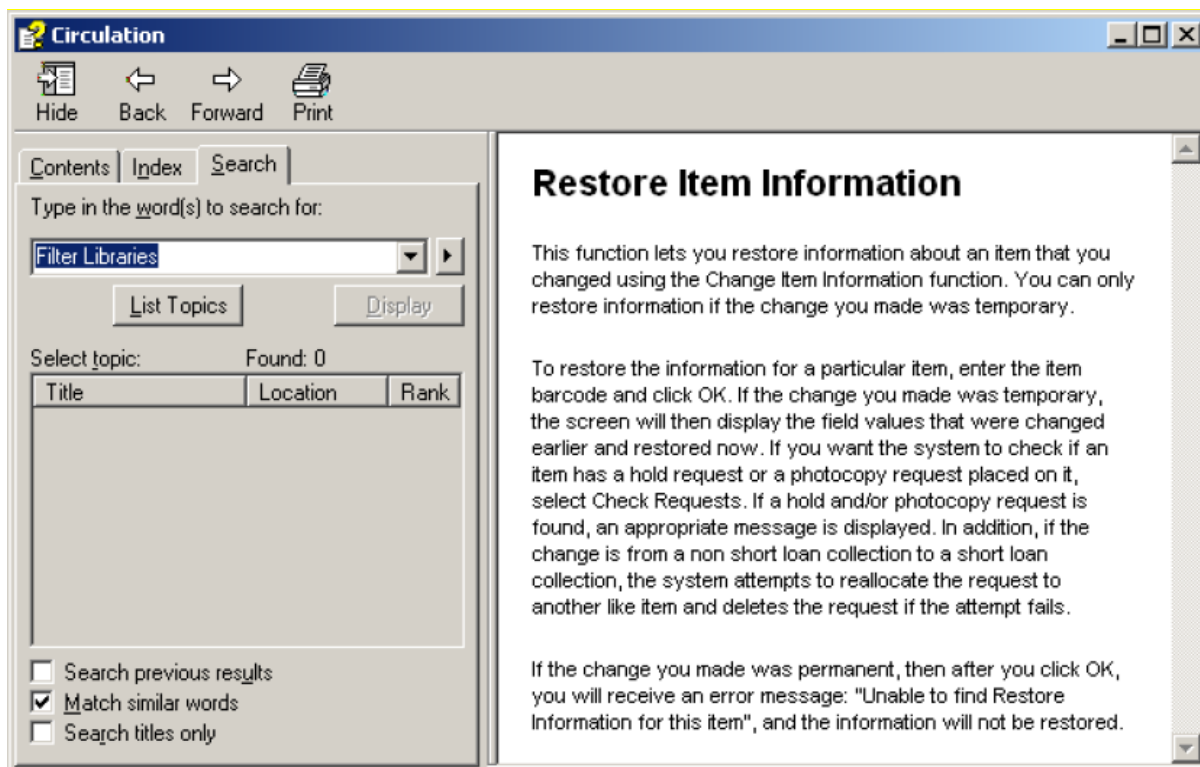 Circulation
Hide Back Forward Print
Contents Index Search
Type in the word(s) to search for:
Filter Libraries
List Topics Display
Select topic: Found: 0
Title Location Rank
Search previous results
Match similar words
Search titles only
Restore Item Information
This function lets you restore information about an item that you
changed using the Change Item Information function. You can only
restore information if the change you made was temporary.
To restore the information for a particular item, enter the item
barcode and click OK. If the change you made was temporary,
the screen will then display the field values that were changed
earlier and restored now. If you want the system to check if an
item has a hold request or a photocopy request placed on it,
select Check Requests. If a hold and/or photocopy request is
found, an appropriate message is displayed. In addition, if the
change is from a non short loan collection to a short loan
collection, the system attempts to reallocate the request to
another like item and deletes the request if the attempt fails.
If the change you made was permanent, then after you click OK,
you will receive an error message: "Unable to find Restore
Information for this item", and the information will not be restored.